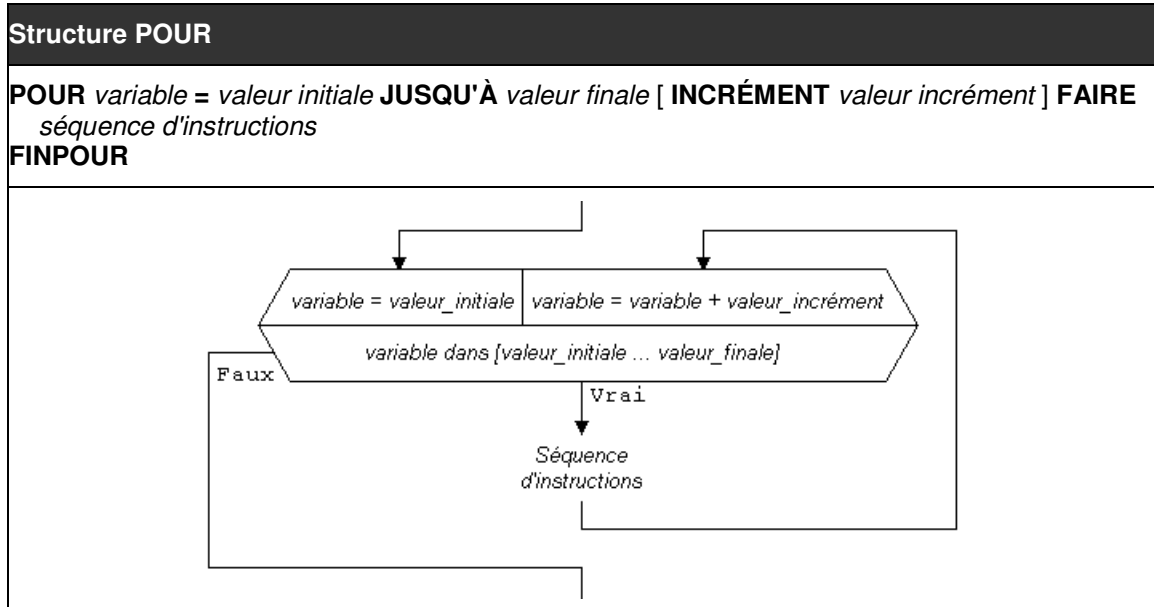 Structure POUR
POUR variable = valeur initiale JUSQU'À valeur finale [ INCRÉMENT valeur incrément ] FAIRE
séquence d'instructions
FINPOUR
variable = valeur_initiale
variable = variable + valeur_incrément
variable dans [valeur_initiale ... valeur_finale]
Faux
Vrai
Séquence
d'instructions